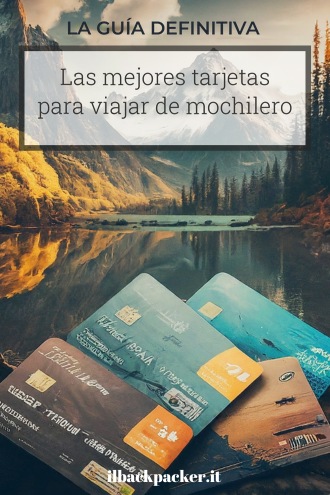 LA GUÍA DEFINITIVA
Las mejores tarjetas
para viajar de mochilero
ilbackpacker.it